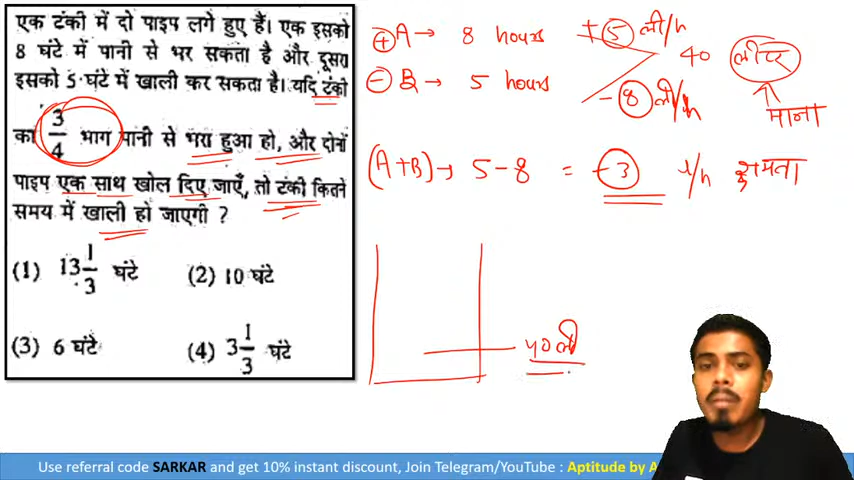 एक टंकी में दो पाइप लगे हुए हैं। एक इसको
8 घंटे में पानी से भर सकता है और दूसरा
इसको 5 घंटे में खाली कर सकता है। यदि टंकी
का 3/4 भाग पानी से भरा हुआ हो, और दोनों
पाइप एक साथ खोल दिए जाएँ, तो टंकी कितने
समय में खाली हो जाएगी ?
(1) 13 1/3 घंटे (2) 10 घंटे
(3) 6 घंटे (4) 3 1/3 घंटे
+ A → 8 hours + 5 ली/h
40 लीटर
- B → 5 hours - 8 ली/h
माना
(A+B) → 5 - 8 = -3 l/h क्षमता
40 ली
Use referral code SARKAR and get 10% instant discount, Join Telegram/YouTube : Aptitude by A